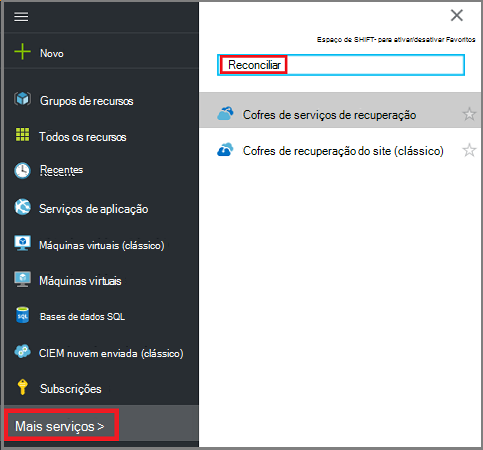 Novo
Grupos de recursos
Todos os recursos
Recentes
Serviços de aplicação
Máquinas virtuais (clássico)
Máquinas virtuais
Bases de dados SQL
CIEM nuvem enviada (clássico)
Subscrições
Mais serviços >
Espaço de SHIFT- para ativar/desativar Favoritos
Reconciliar
Cofres de serviços de recuperação
Cofres de recuperação do site (clássico)